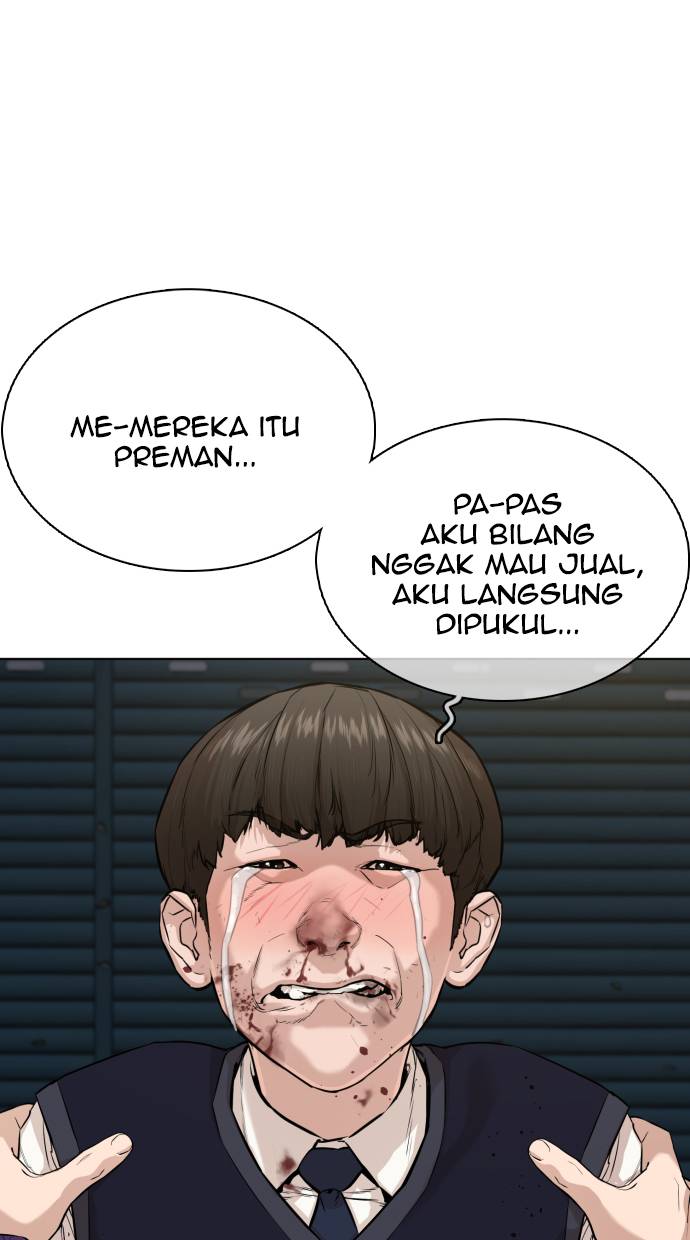 ME-MEREKA ITU
PREMAN...
PA-PAS
AKU BILANG
NGGAK MAU JUAL,
AKU LANGSUNG
DIPUKUL...